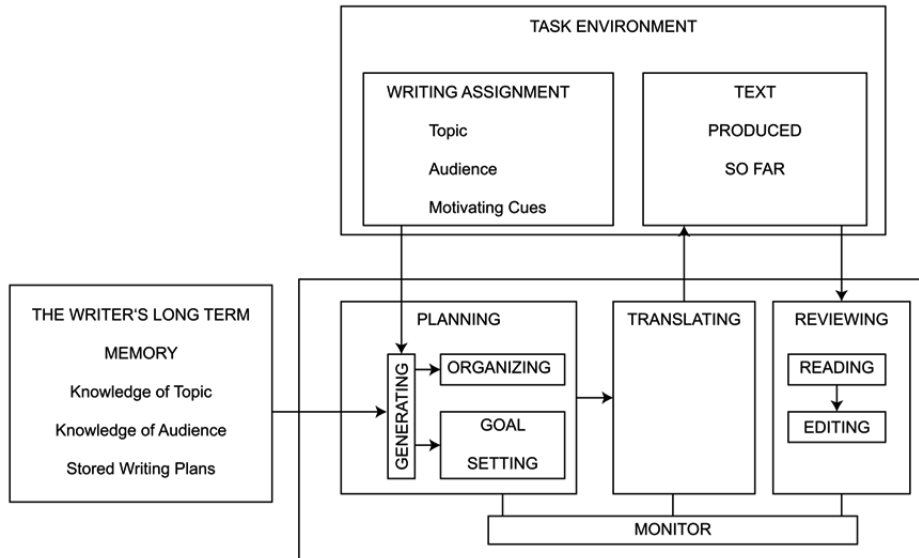 TASK ENVIRONMENT
WRITING ASSIGNMENT
Topic
Audience
Motivating Cues
TEXT
PRODUCED
SO FAR
THE WRITER'S LONG TERM
MEMORY
Knowledge of Topic
Knowledge of Audience
Stored Writing Plans
PLANNING
GENERATING
ORGANIZING
GOAL
SETTING
TRANSLATING
REVIEWING
READING
EDITING
MONITOR